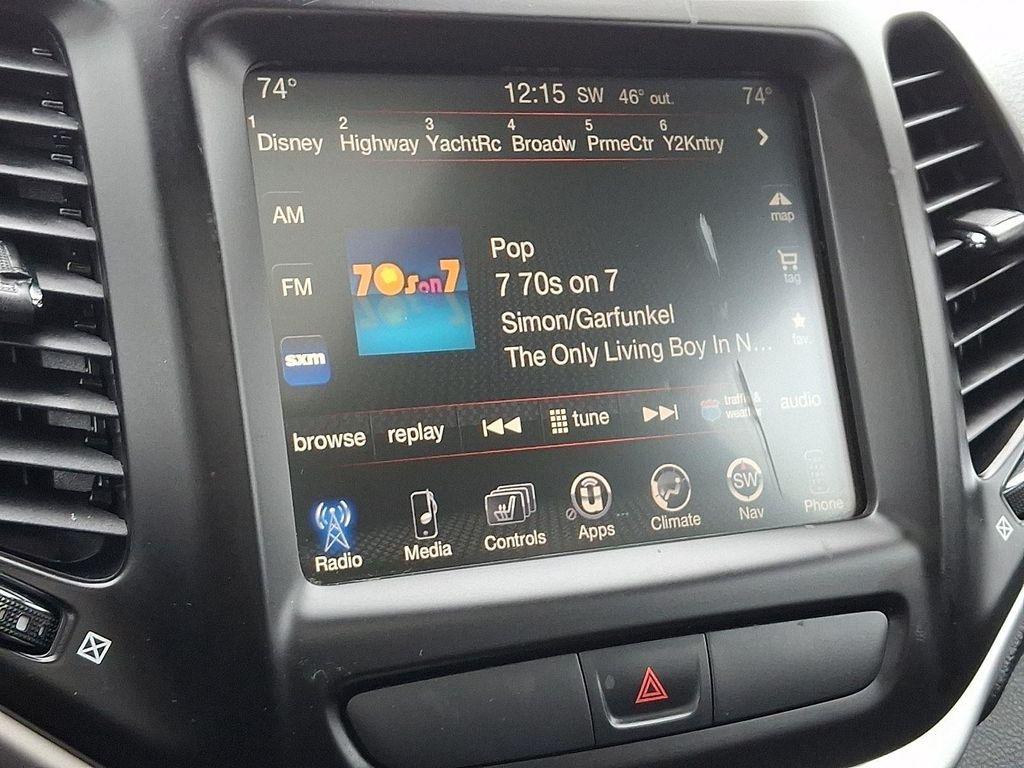 74° 12:15 SW 46° out. 74°
1 Disney 2 Highway 3 YachtRc 4 Broadw 5 PrmeCtr 6 Y2Kntry
AM
FM
sxm
70s on 7
Pop
7 70s on 7
Simon/Garfunkel
The Only Living Boy In N...
map
tag
fav.
audio
browse replay tune traffic & weather
U SW
Radio Media Controls Apps Climate Nav Phone